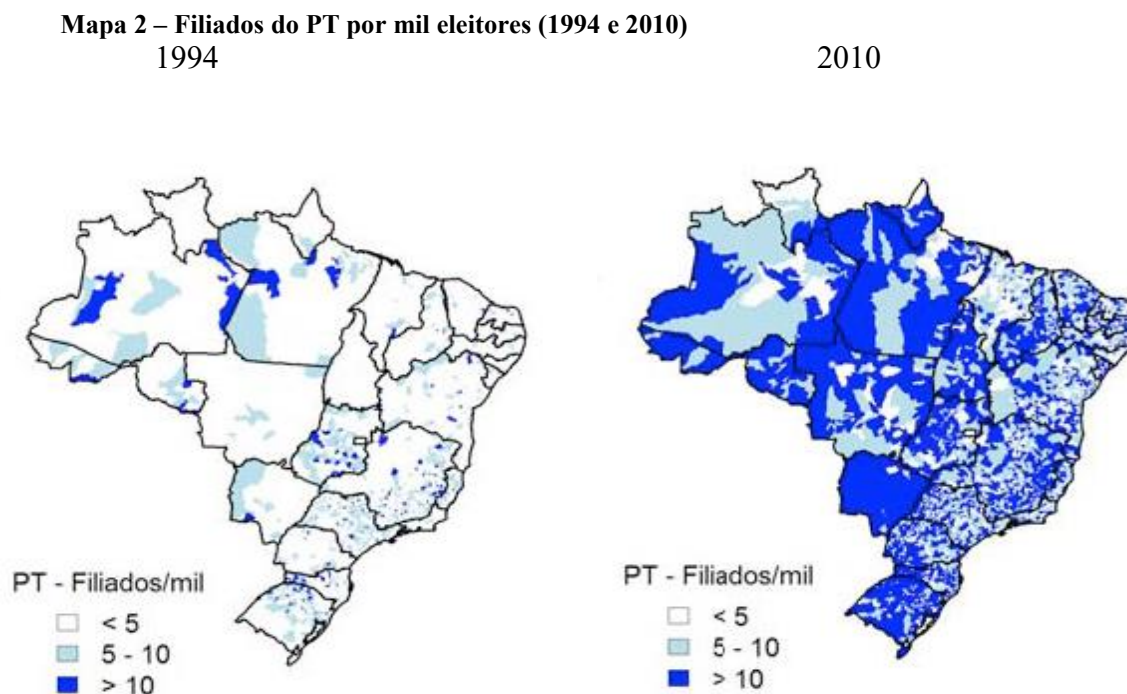 Mapa 2 – Filiados do PT por mil eleitores (1994 e 2010)
1994
2010
PT - Filiados/mil
< 5
5 - 10
> 10
PT - Filiados/mil
< 5
5 - 10
> 10